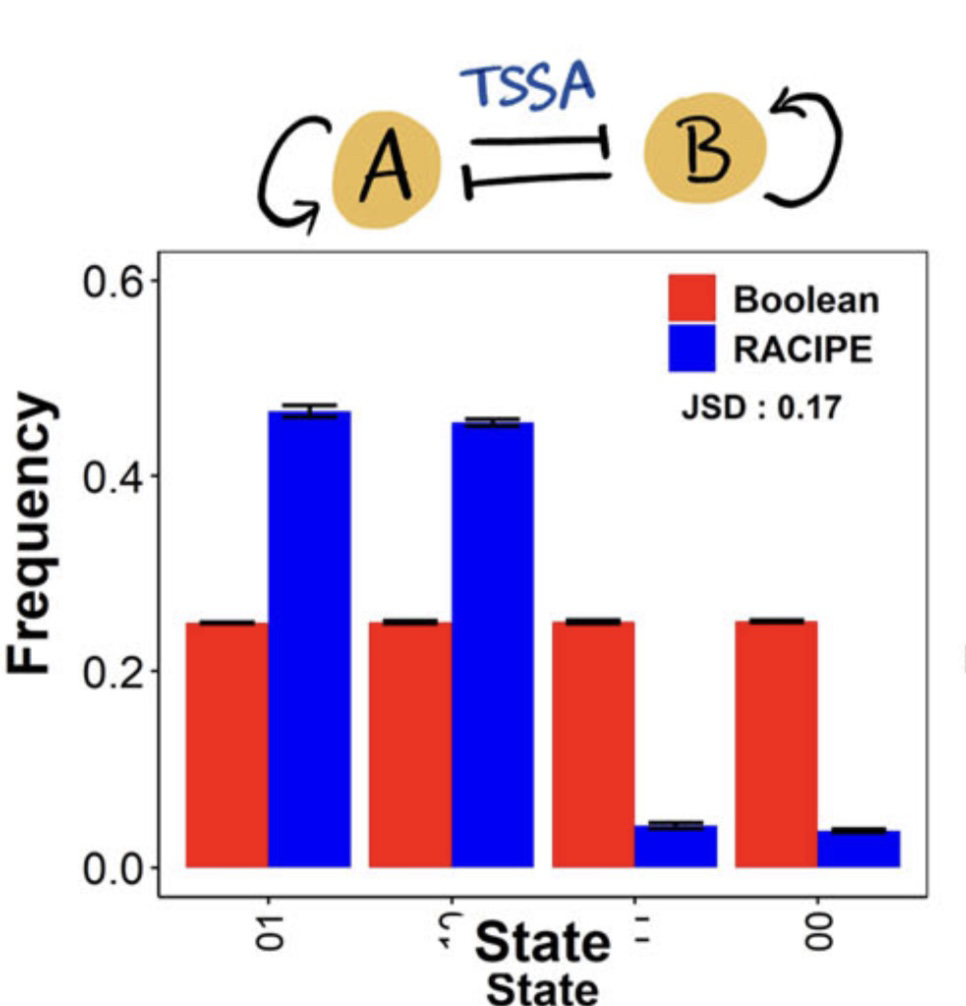 TSSA
A
B
0.6
0.4
0.2
0.0
Frequency
Boolean
RACIPE
JSD : 0.17
01
00
State
State